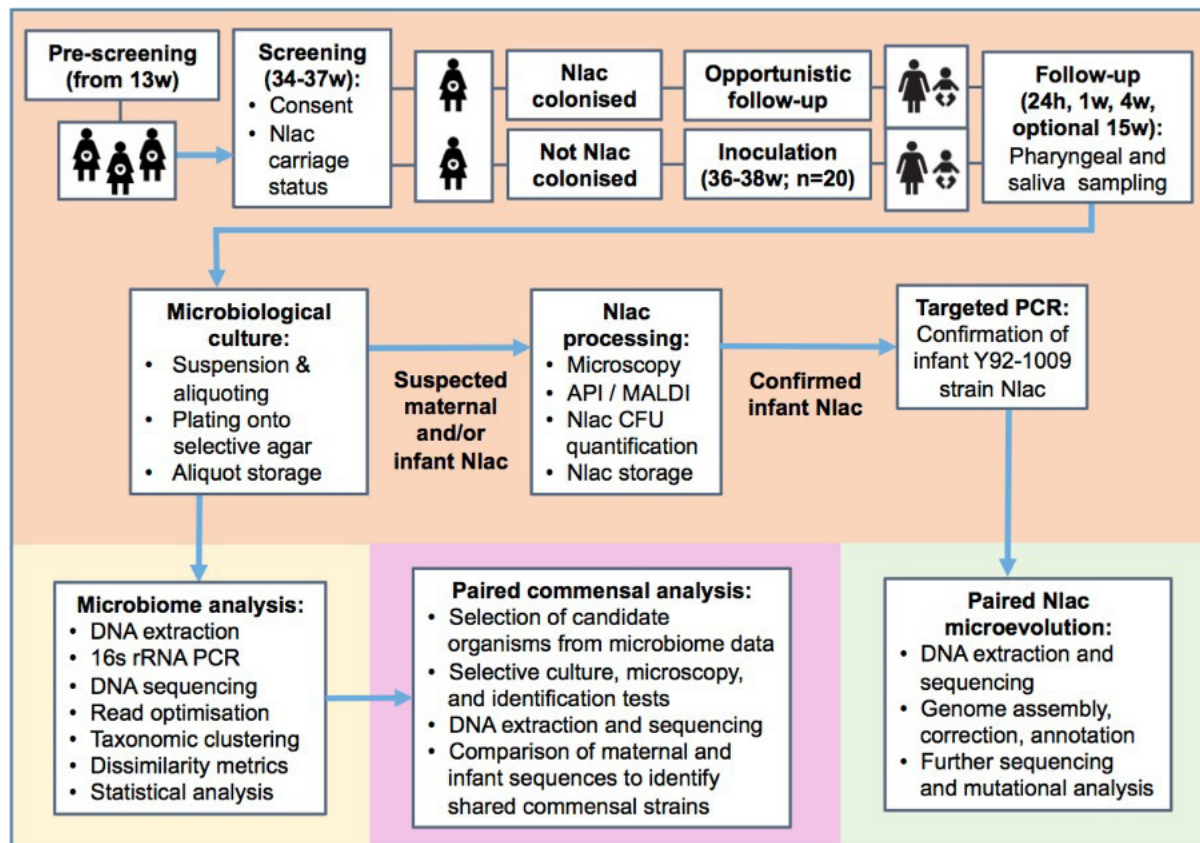 Pre-screening
(from 13w)
Screening
(34-37w):
• Consent
• Nlac
carriage
status
Nlac
colonised
Opportunistic
follow-up
Not Nlac
colonised
Inoculation
(36-38w; n=20)
Follow-up
(24h, 1w, 4w,
optional 15w):
Pharyngeal and
saliva sampling
Microbiological
culture:
• Suspension &
aliquoting
• Plating onto
selective agar
• Aliquot storage
Suspected
maternal
and/or
infant Nlac
Nlac
processing:
• Microscopy
• API / MALDI
• Nlac CFU
quantification
• Nlac storage
Confirmed
infant Nlac
Targeted PCR:
Confirmation of
infant Y92-1009
strain Nlac
Microbiome analysis:
• DNA extraction
• 16s rRNA PCR
• DNA sequencing
• Read optimisation
• Taxonomic clustering
• Dissimilarity metrics
• Statistical analysis
Paired commensal analysis:
• Selection of candidate
organisms from microbiome data
• Selective culture, microscopy,
and identification tests
• DNA extraction and sequencing
• Comparison of maternal and
infant sequences to identify
shared commensal strains
Paired Nlac
microevolution:
• DNA extraction and
sequencing
• Genome assembly,
correction, annotation
• Further sequencing
and mutational analysis